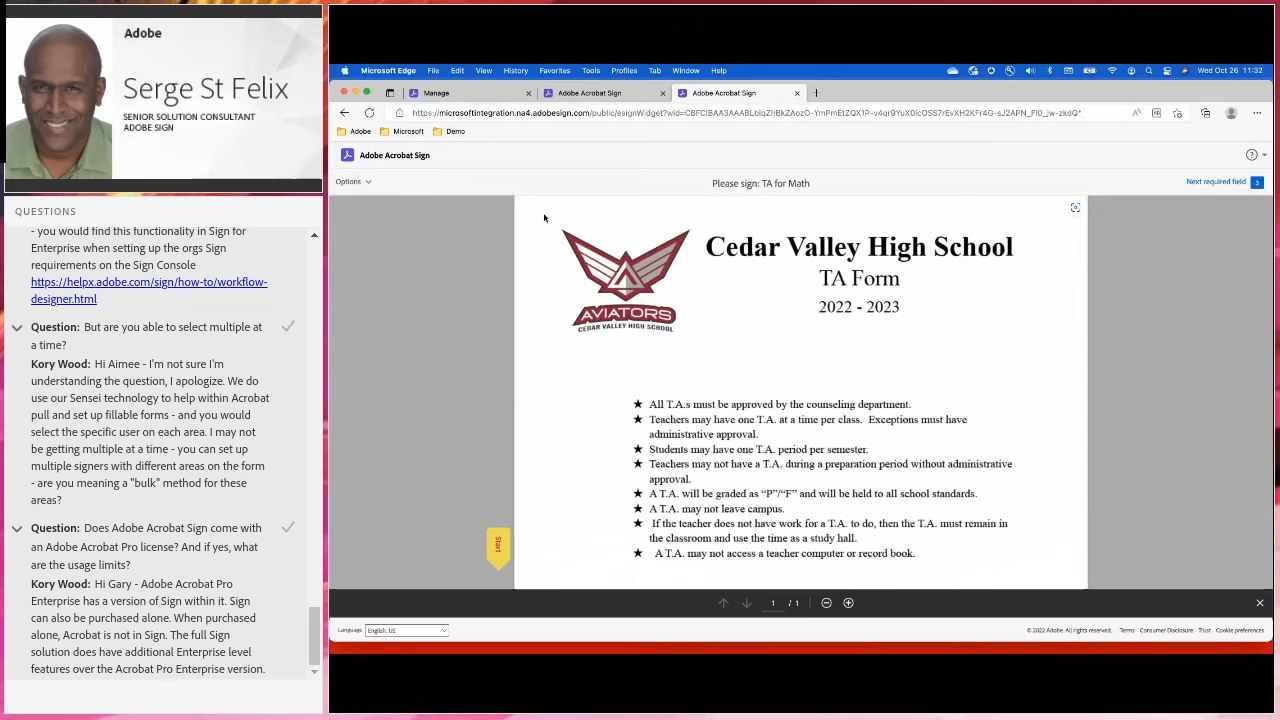 Adobe
Serge St Felix
SENIOR SOLUTION CONSULTANT
ADOBE SIGN
QUESTIONS
- you would find this functionality in Sign for
Enterprise when setting up the orgs Sign
requirements on the Sign Console
https://helpx.adobe.com/sign/how-to/workflow-
designer.html
Question: But are you able to select multiple at
a time?
Kory Wood: Hi Aimee - I'm not sure I'm
understanding the question, I apologize. We do
use our Sensei technology to help within Acrobat
pull and set up fillable forms - and you would
select the specific user on each area. I may not
be getting multiple at a time - you can set up
multiple signers with different areas on the form
- are you meaning a "bulk" method for these
areas?
Question: Does Adobe Acrobat Sign come with
an Adobe Acrobat Pro license? And if yes, what
are the usage limits?
Kory Wood: Hi Gary - Adobe Acrobat Pro
Enterprise has a version of Sign within it. Sign
can also be purchased alone. When purchased
alone, Acrobat is not in Sign. The full Sign
solution does have additional Enterprise level
features over the Acrobat Pro Enterprise version.
Microsoft Edge File Edit View History Favorites Tools Profiles Tab Window Help Wed Oct 26 11:32
Manage Adobe Acrobat Sign Adobe Acrobat Sign
Adobe Microsoft Demo
Adobe Acrobat Sign
Options Please sign: TA for Math Next required field 3
AVIATORS
CEDAR VALLEY HIGH SCHOOL
Cedar Valley High School
TA Form
2022 - 2023
★ All T.A.s must be approved by the counseling department.
★ Teachers may have one T.A. at a time per class. Exceptions must have
administrative approval.
★ Students may have one T.A. period per semester.
★ Teachers may not have a T.A. during a preparation period without administrative
approval.
★ A T.A. will be graded as “P”/“F” and will be held to all school standards.
★ A T.A. may not leave campus.
★ If the teacher does not have work for a T.A. to do, then the T.A. must remain in
the classroom and use the time as a study hall.
★ A T.A. may not access a teacher computer or record book.
Start
1 / 1
Language English: US © 2022 Adobe. All rights reserved. Terms Consumer Disclosure Trust Cookie preferences